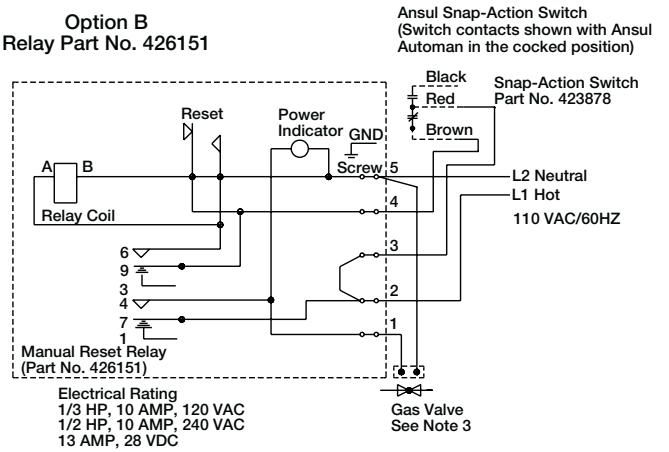 Option B
Relay Part No. 426151
Ansul Snap-Action Switch
(Switch contacts shown with Ansul
Automan in the cocked position)
Black
Red
Brown
Snap-Action Switch
Part No. 423878
Reset
Power
Indicator
GND
Screw
5
A
B
Relay Coil
4
L2 Neutral
L1 Hot
110 VAC/60HZ
6
9
3
4
7
1
3
2
1
Manual Reset Relay
(Part No. 426151)
Electrical Rating
1/3 HP, 10 AMP, 120 VAC
1/2 HP, 10 AMP, 240 VAC
13 AMP, 28 VDC
Gas Valve
See Note 3